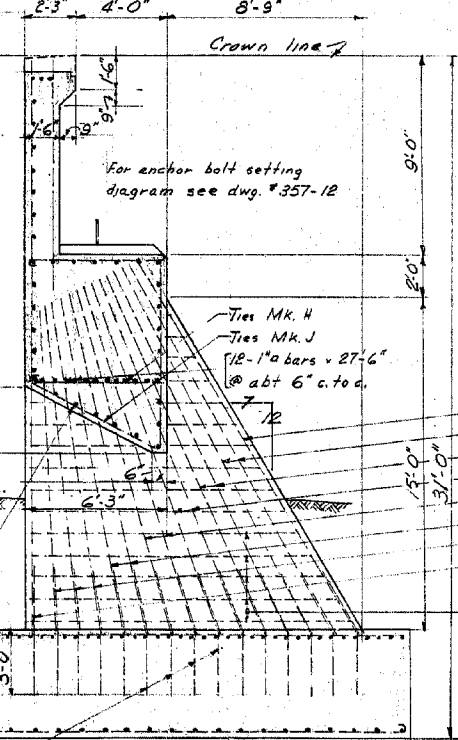 2'-3"
4'-0"
8'-9"
Crown line
1'-6"
9"
1'-6"
9"
9'-0"
For anchor bolt setting
diagram see dwg. #357-12
2'-0"
Ties Mk. H
Ties Mk. J
12-1"ø bars x 27'-6"
@ abt 6" c. to c.
7
12
6"
6'-3"
15'-0"
31'-0"